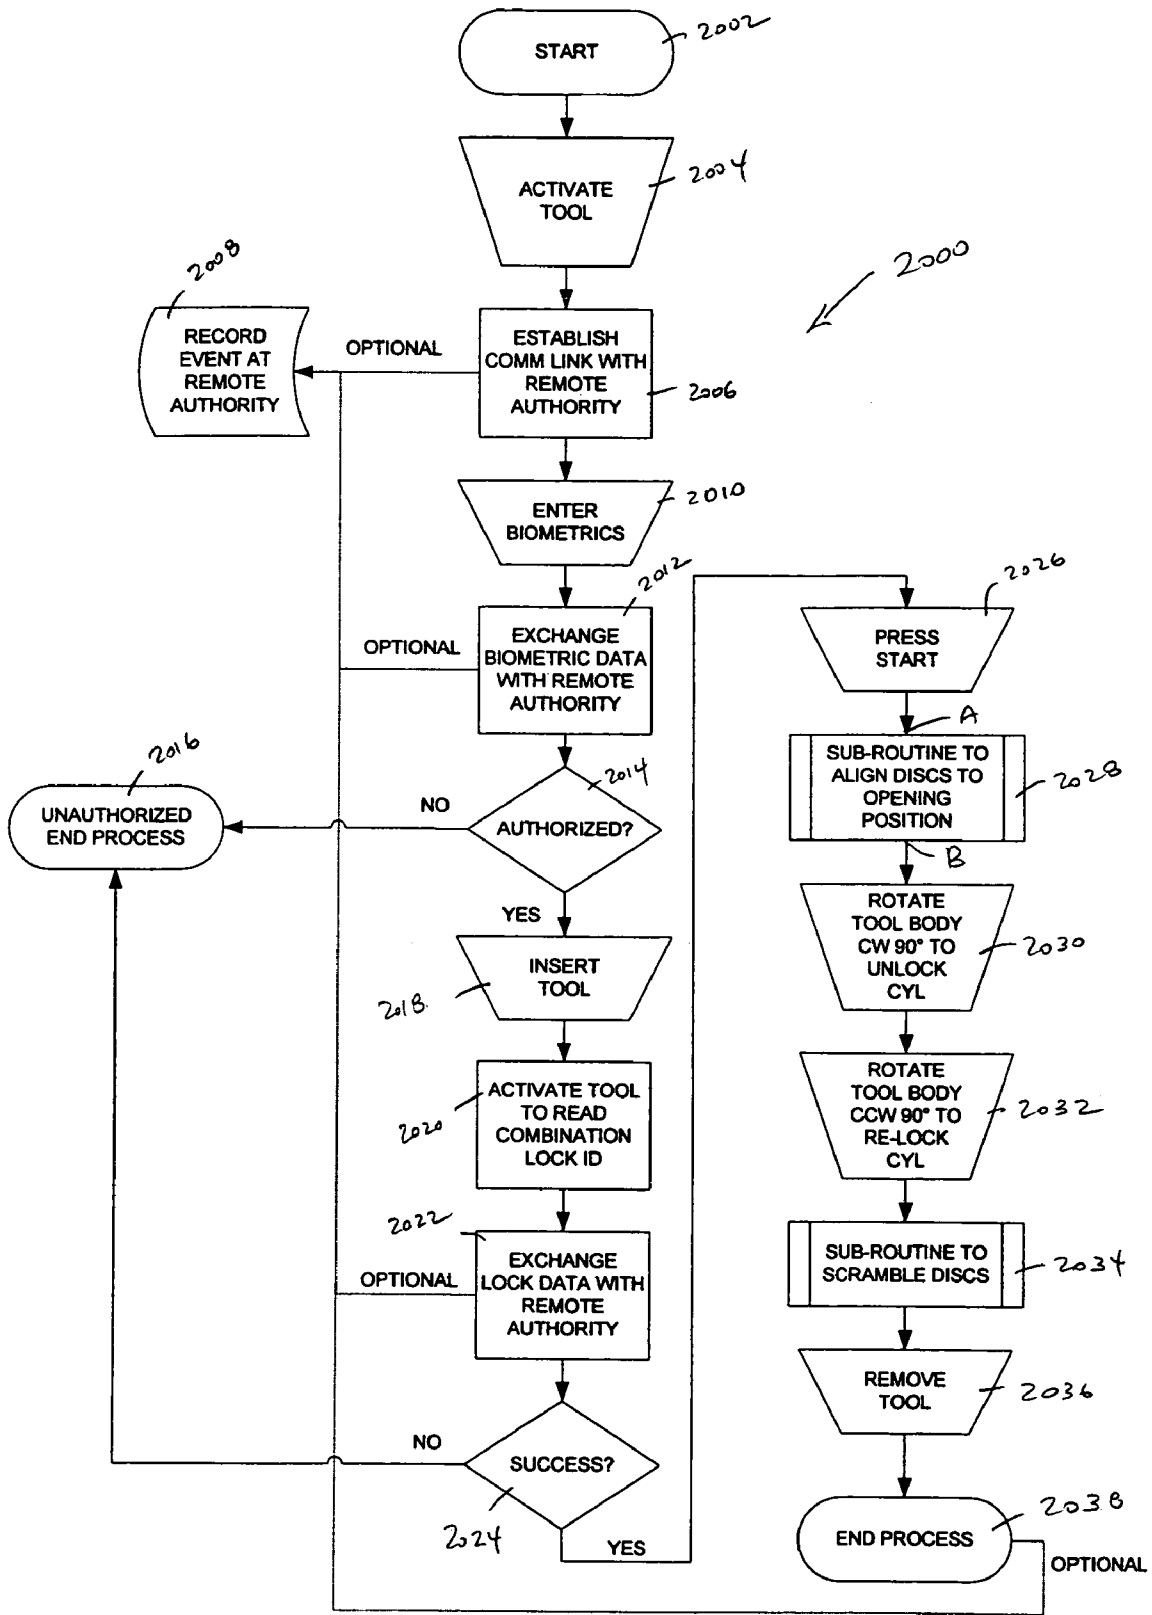 START
2002
ACTIVATE
TOOL
2004
2000
2008
RECORD
EVENT AT
REMOTE
AUTHORITY
OPTIONAL
ESTABLISH
COMM LINK WITH
REMOTE
AUTHORITY
2006
ENTER
BIOMETRICS
2010
2012
OPTIONAL
EXCHANGE
BIOMETRIC DATA
WITH REMOTE
AUTHORITY
2014
AUTHORIZED?
NO
2016
UNAUTHORIZED
END PROCESS
YES
INSERT
TOOL
2018
ACTIVATE TOOL
TO READ
COMBINATION
LOCK ID
2020
2022
OPTIONAL
EXCHANGE
LOCK DATA WITH
REMOTE
AUTHORITY
NO
SUCCESS?
2024
YES
2026
PRESS
START
A
SUB-ROUTINE TO
ALIGN DISCS TO
OPENING
POSITION
2028
B
ROTATE
TOOL BODY
CW 90° TO
UNLOCK
CYL
2030
ROTATE
TOOL BODY
CCW 90° TO
RE-LOCK
CYL
2032
SUB-ROUTINE TO
SCRAMBLE DISCS
2034
REMOVE
TOOL
2036
2038
END PROCESS
OPTIONAL